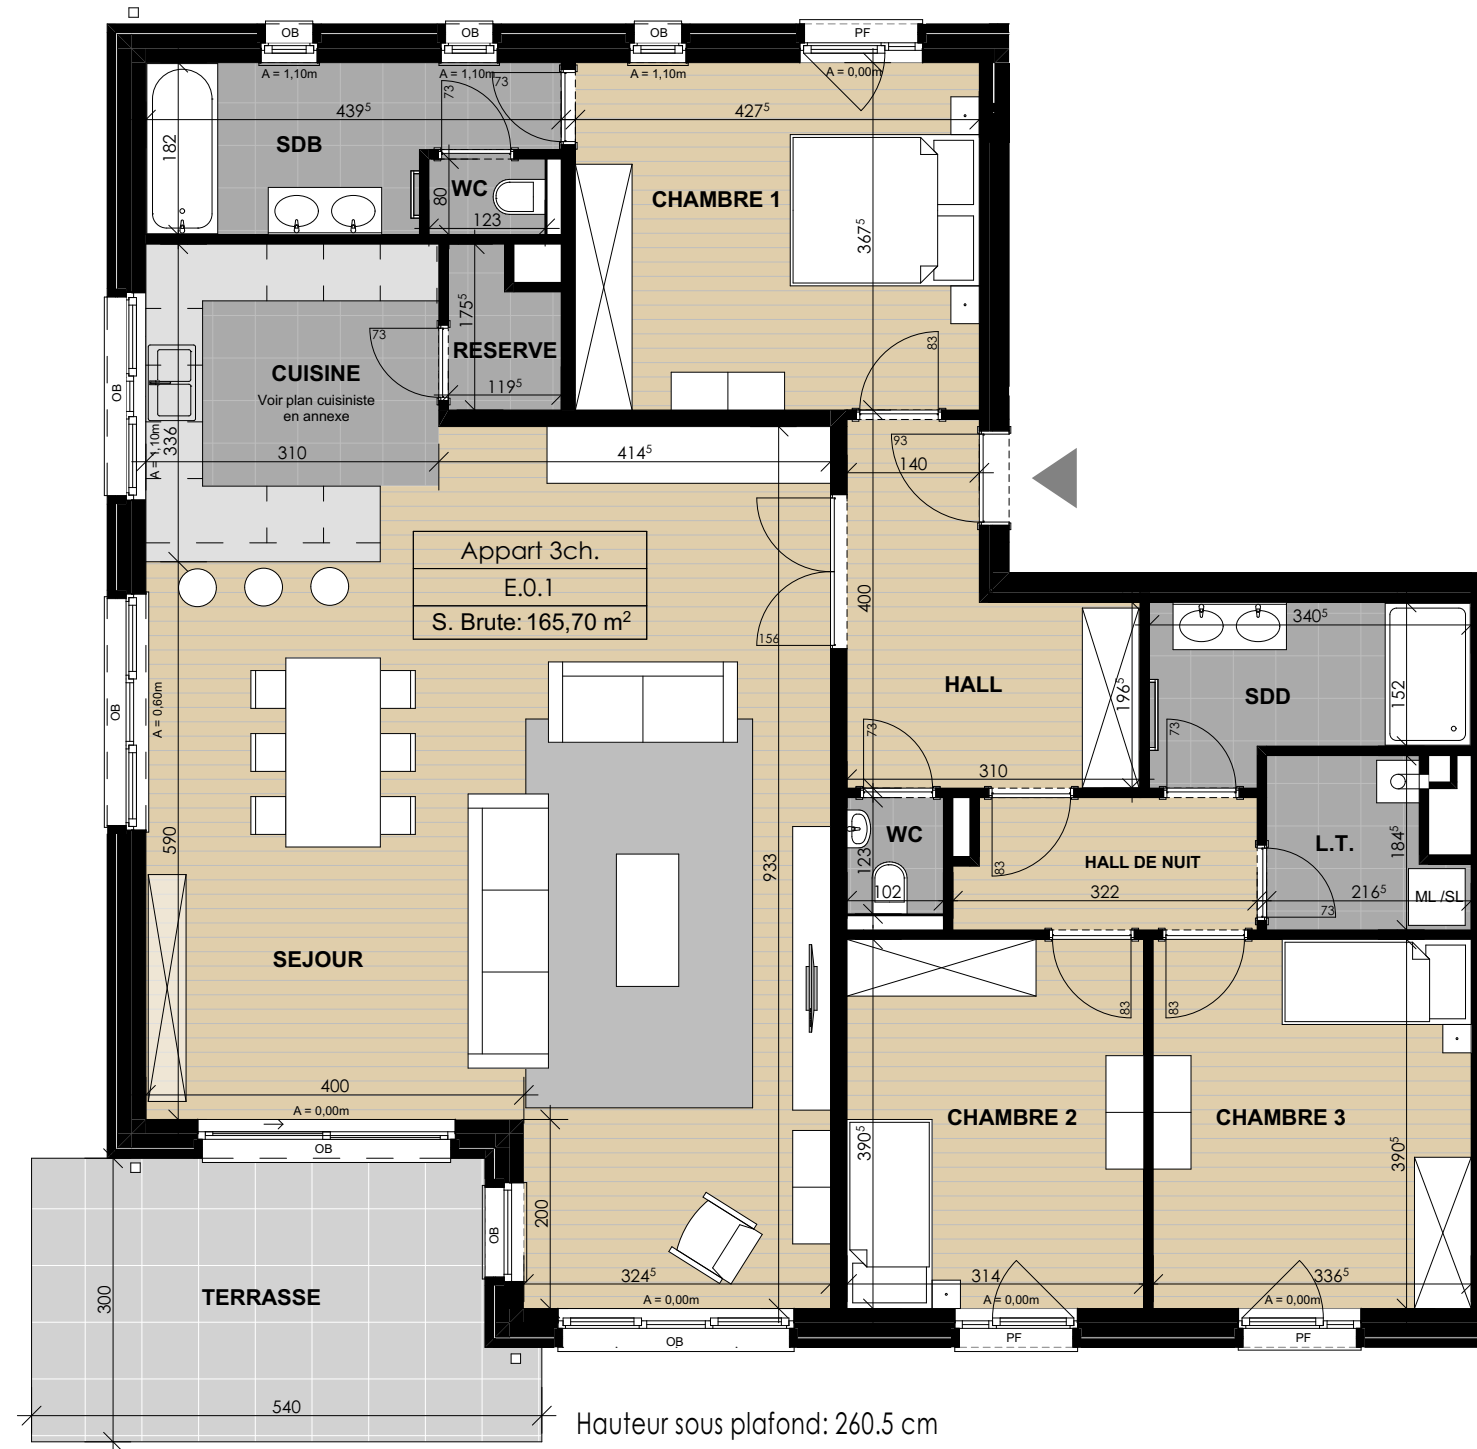 OB
OB
OB
PF
A = 1,10m
A = 1,10m
A = 1,10m
A = 0,00m
73
73
439⁵
427⁵
182
SDB
WC
80
123
CHAMBRE 1
367⁵
175⁵
RESERVE
119⁵
73
83
CUISINE
Voir plan cuisiniste
en annexe
OB
A = 1,10m
336
310
414⁵
93
140
Appart 3ch.
E.0.1
S. Brute: 165,70 m²
400
156
340⁵
HALL
196⁵
SDD
152
OB
A = 0,60m
73
73
310
590
933
WC
123
102
83
HALL DE NUIT
322
L.T.
184⁵
216⁵
ML /SL
73
SEJOUR
83
83
400
A = 0,00m
OB
CHAMBRE 2
CHAMBRE 3
390⁵
390⁵
200
OB
324⁵
314
336⁵
A = 0,00m
A = 0,00m
A = 0,00m
300
TERRASSE
OB
PF
PF
540
Hauteur sous plafond: 260.5 cm